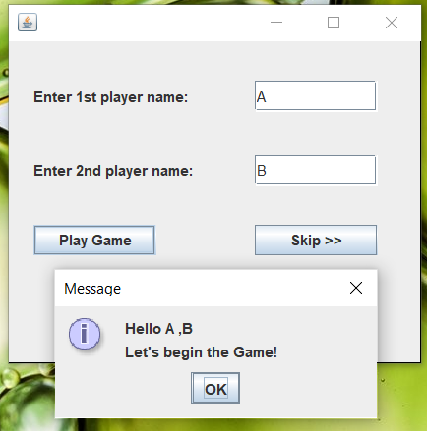 Enter 1st player name: A
Enter 2nd player name: B
Play Game Skip >>
Message
Hello A ,B
Let's begin the Game!
OK